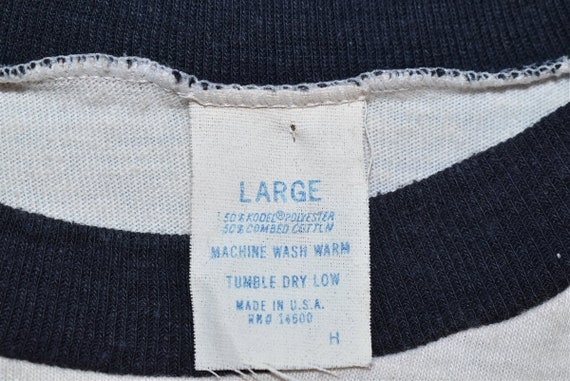 LARGE
50% KODEL® POLYESTER
50% COMBED COTTON
MACHINE WASH WARM
TUMBLE DRY LOW
MADE IN U.S.A.
RN# 14600
H